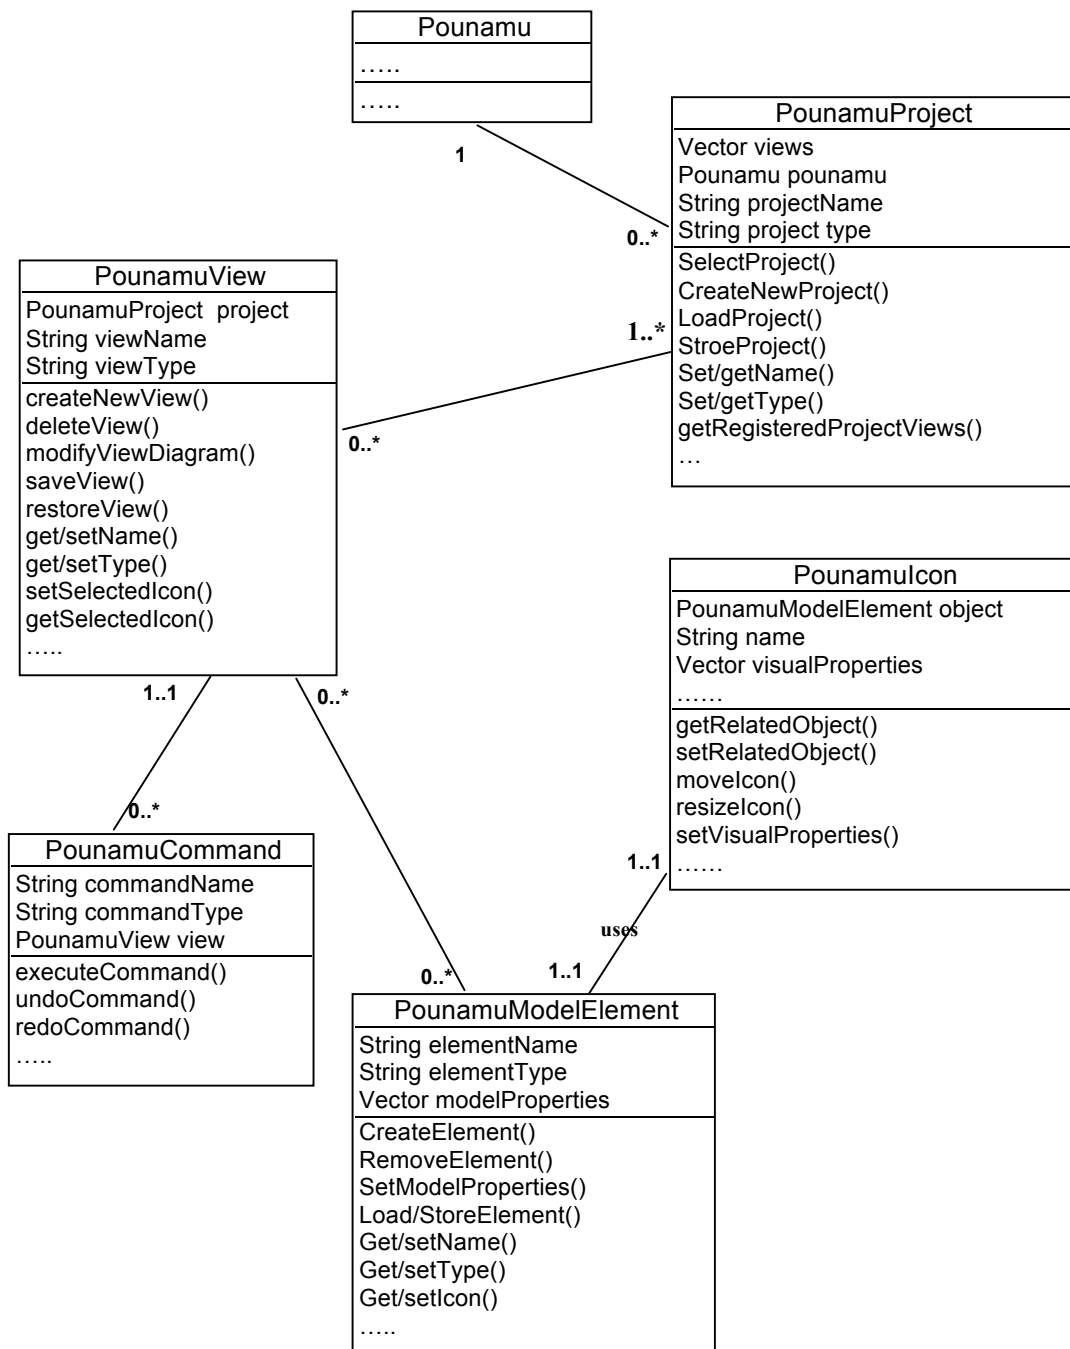 Pounamu
…..
…..
1
0..*
PounamuProject
Vector views
Pounamu pounamu
String projectName
String project type
SelectProject()
CreateNewProject()
LoadProject()
StroeProject()
Set/getName()
Set/getType()
getRegisteredProjectViews()
…
1..*
0..*
PounamuView
PounamuProject project
String viewName
String viewType
createNewView()
deleteView()
modifyViewDiagram()
saveView()
restoreView()
get/setName()
get/setType()
setSelectedIcon()
getSelectedIcon()
…..
1..1
0..*
0..*
0..*
PounamuIcon
PounamuModelElement object
String name
Vector visualProperties
……
getRelatedObject()
setRelatedObject()
moveIcon()
resizeIcon()
setVisualProperties()
……
1..1
uses
1..1
PounamuCommand
String commandName
String commandType
PounamuView view
executeCommand()
undoCommand()
redoCommand()
…..
PounamuModelElement
String elementName
String elementType
Vector modelProperties
CreateElement()
RemoveElement()
SetModelProperties()
Load/StoreElement()
Get/setName()
Get/setType()
Get/setIcon()
…..